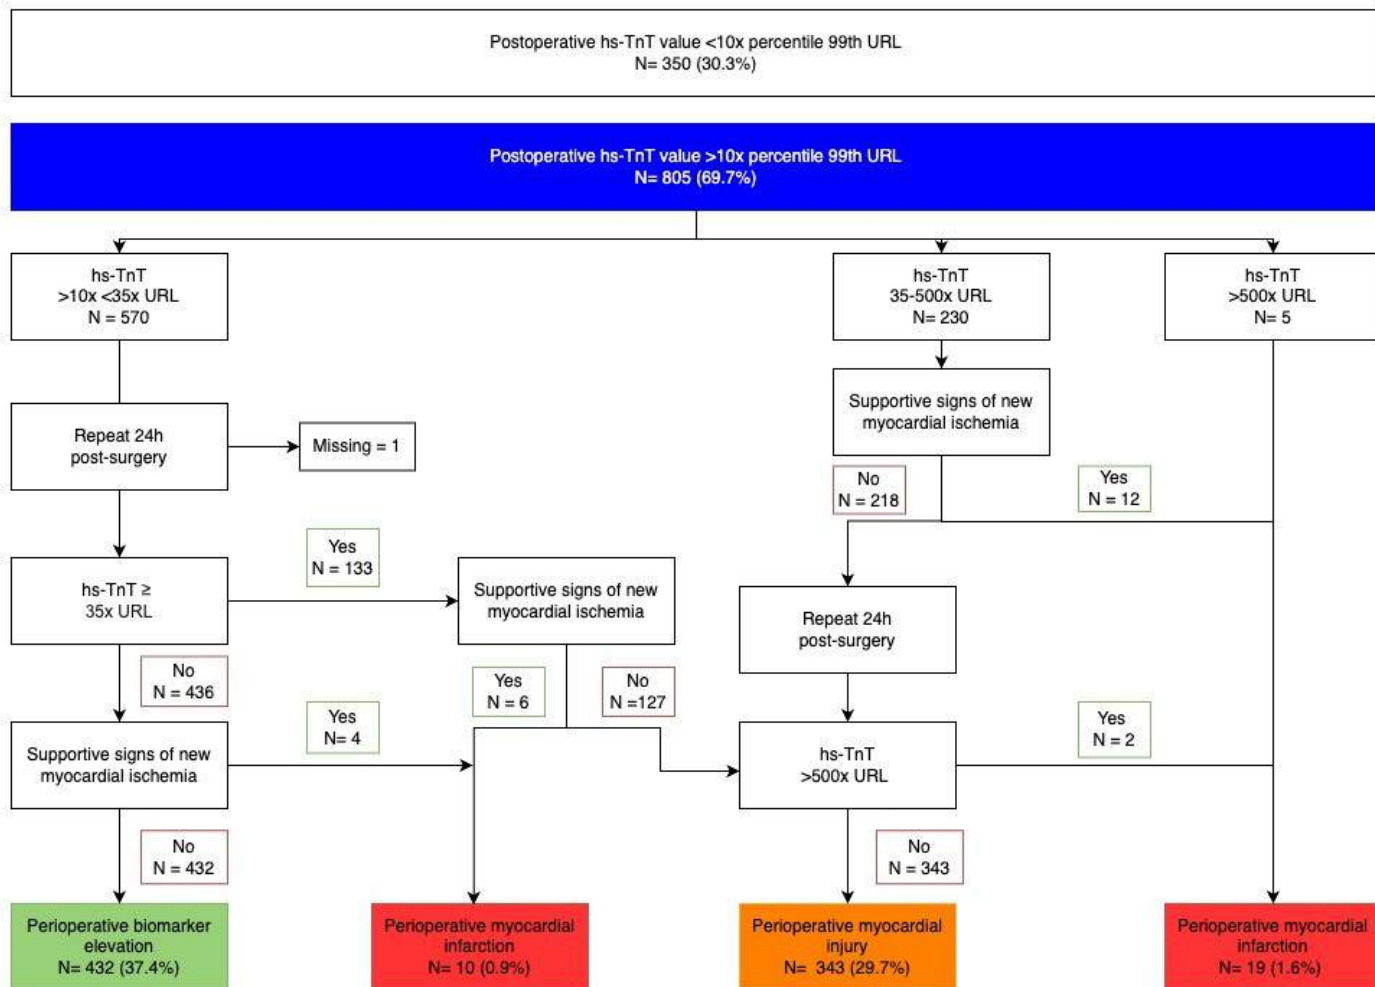 Postoperative hs-TnT value <10x percentile 99th URL
N= 350 (30.3%)
Postoperative hs-TnT value >10x percentile 99th URL
N= 805 (69.7%)
hs-TnT
>10x <35x URL
N = 570
hs-TnT
35-500x URL
N= 230
hs-TnT
>500x URL
N= 5
Supportive signs of new
myocardial ischemia
Repeat 24h
post-surgery
Missing = 1
No
N = 218
Yes
N = 12
Yes
N = 133
hs-TnT ≥
35x URL
Supportive signs of new
myocardial ischemia
Repeat 24h
post-surgery
No
N = 436
Yes
N = 6
No
N =127
Yes
N= 4
Yes
N = 2
Supportive signs of new
myocardial ischemia
hs-TnT
>500x URL
No
N = 432
No
N = 343
Perioperative biomarker
elevation
N= 432 (37.4%)
Perioperative myocardial
infarction
N= 10 (0.9%)
Perioperative myocardial
injury
N=  343 (29.7%)
Perioperative myocardial
infarction
N= 19 (1.6%)